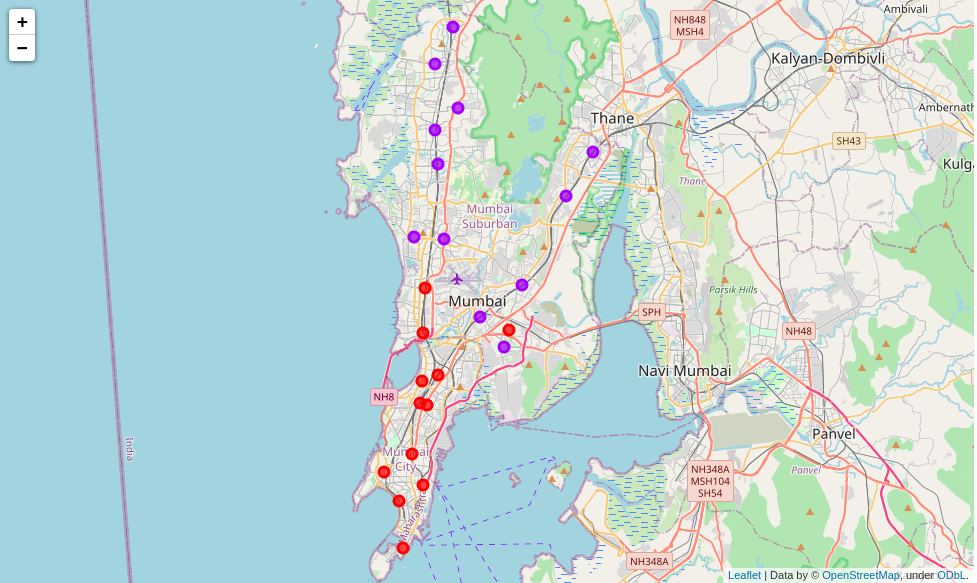 +
−
NH848
MSH4
Ambivali
Kalyan-Dombivli
Ambernath
Thane
SH43
Kulga
Thane
Mumbai
Suburban
Parsik Hills
Mumbai
SPH
NH48
Navi Mumbai
NH8
Panvel
India
Mumbai
City
NH348A
MSH104
SH54
Panvel
Maharashtra
NH348A
Leaflet | Data by © OpenStreetMap, under ODbL.